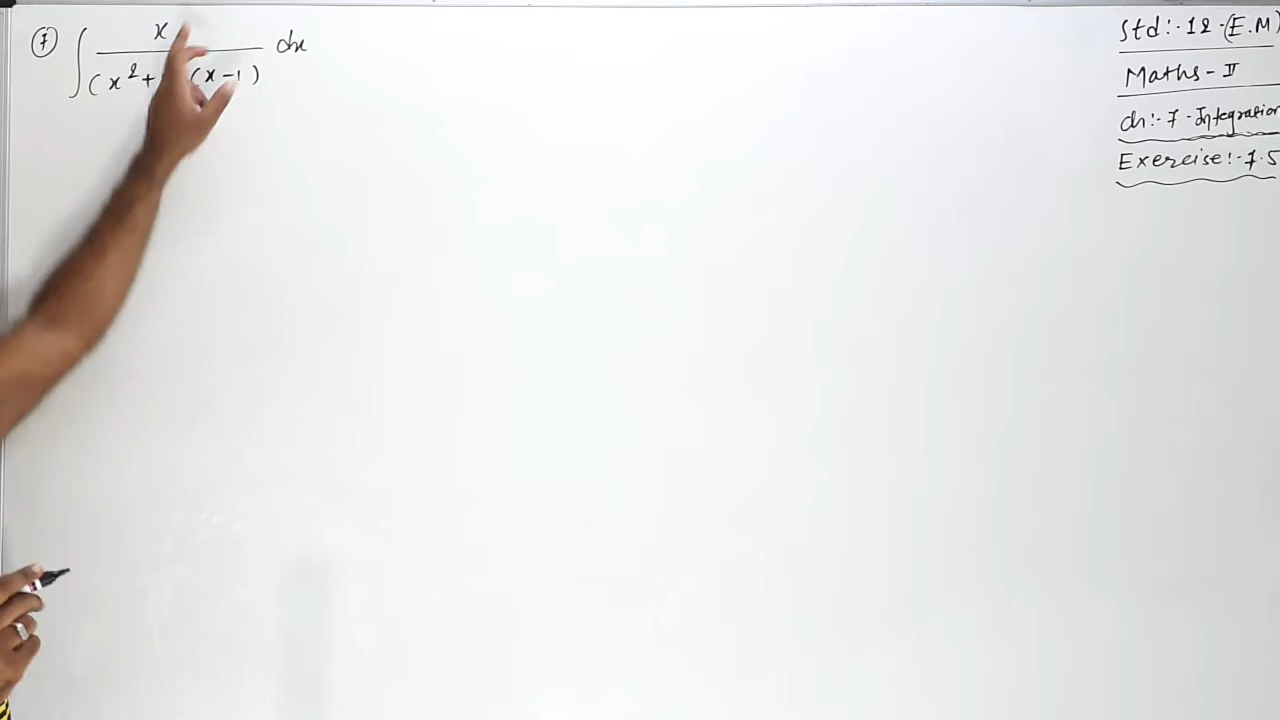 7 ∫ x
(x²+ (x-1) dx
Std:- 12 - (E.M)
Maths - II
ch:- 7 - Integration
Exercise:- 7.5